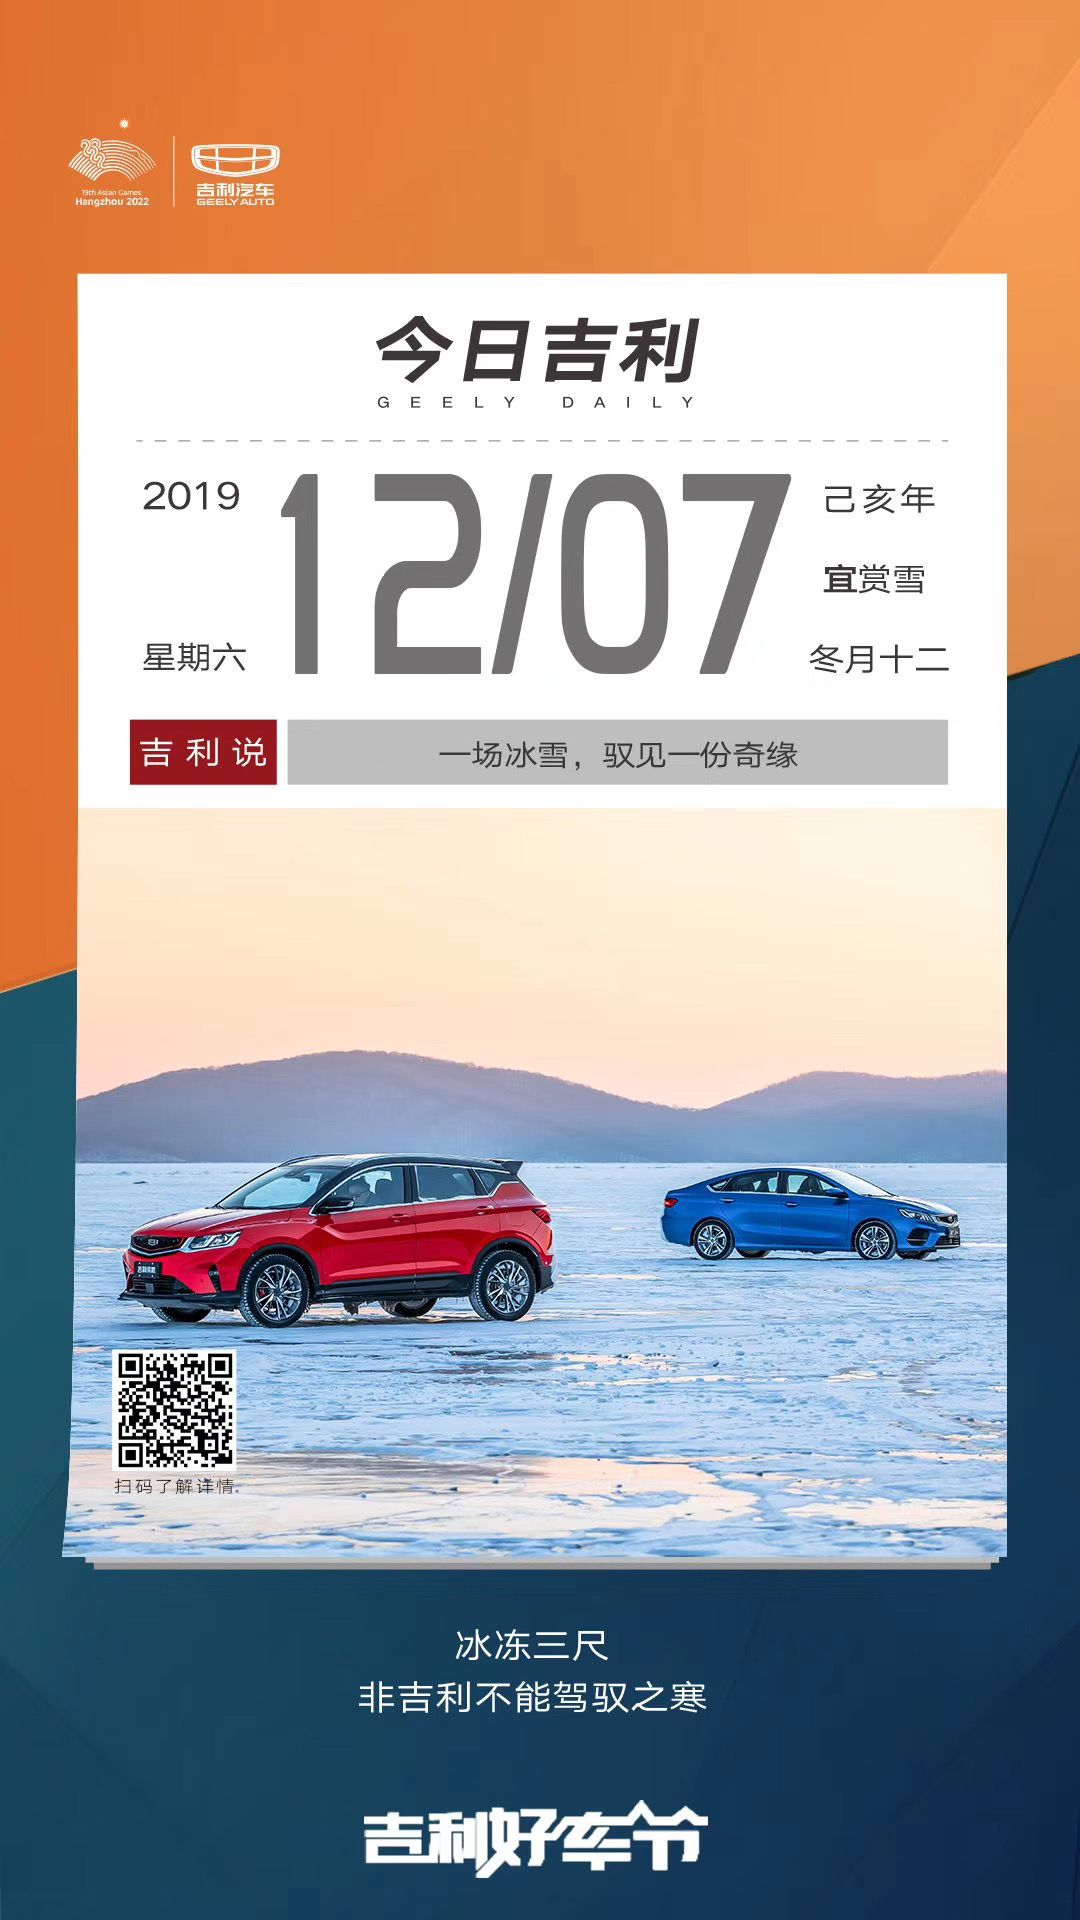 19th Asian Games
Hangzhou 2022
吉利汽车
GEELY AUTO
今日吉利
GEELY DAILY
2019
星期六
12/07
己亥年
宜赏雪
冬月十二
吉利说
一场冰雪，驭见一份奇缘
扫码了解详情
冰冻三尺
非吉利不能驾驭之寒
吉利好车节